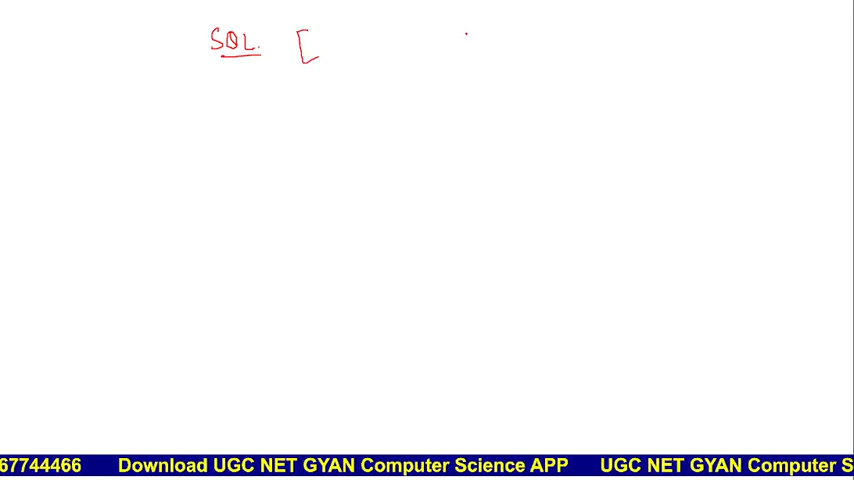 SQL. [
67744466 Download UGC NET GYAN Computer Science APP UGC NET GYAN Computer S